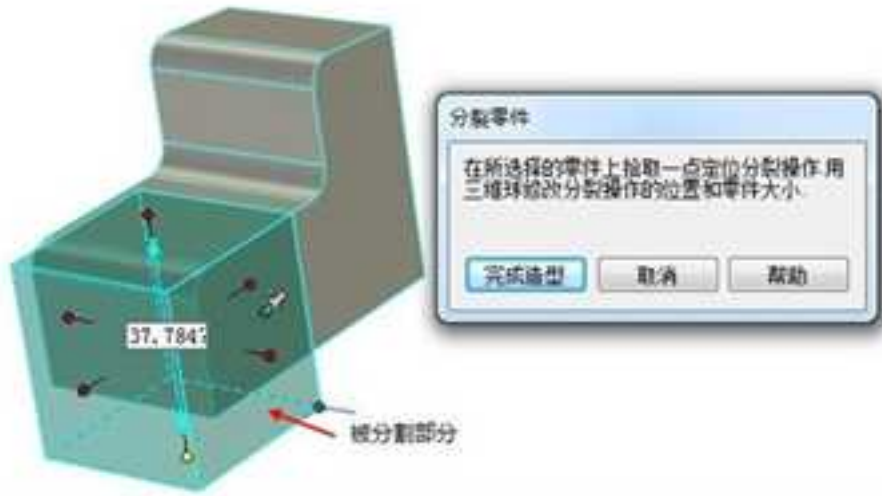 分裂零件
在所选择的零件上拾取一点定位分裂操作.用
三维球修改分裂操作的位置和零件大小.
完成造型
取消
帮助
37.784
被分割部分